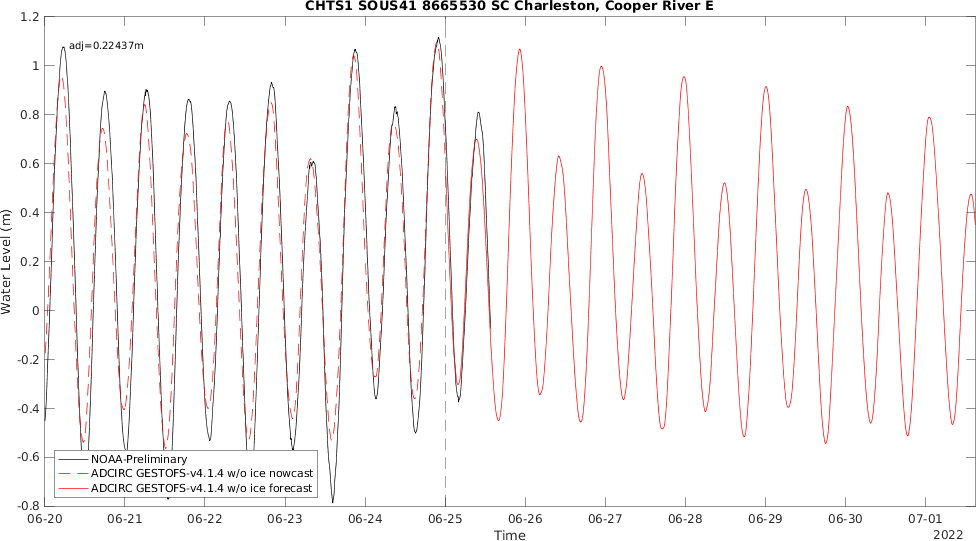 CHTS1 SOUS41 8665530 SC Charleston, Cooper River E
adj=0.22437m
1.2
1
0.8
0.6
0.4
0.2
0
-0.2
-0.4
-0.6
-0.8
Water Level (m)
NOAA-Preliminary
ADCIRC GESTOFS-v4.1.4 w/o ice nowcast
ADCIRC GESTOFS-v4.1.4 w/o ice forecast
06-20 06-21 06-22 06-23 06-24 06-25 06-26 06-27 06-28 06-29 06-30 07-01
Time
2022